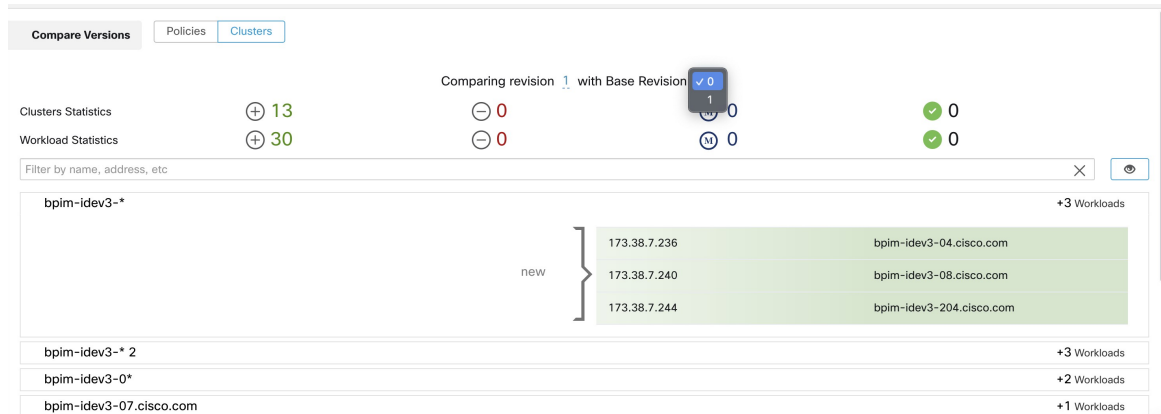 Compare Versions Policies Clusters
Comparing revision 1 with Base Revision ✓ 0
1
Clusters Statistics + 13 − 0 M 0 0
Workload Statistics + 30 − 0 M 0 0
Filter by name, address, etc
bpim-idev3-* +3 Workloads
173.38.7.236 bpim-idev3-04.cisco.com
new 173.38.7.240 bpim-idev3-08.cisco.com
173.38.7.244 bpim-idev3-204.cisco.com
bpim-idev3-* 2 +3 Workloads
bpim-idev3-0* +2 Workloads
bpim-idev3-07.cisco.com +1 Workloads